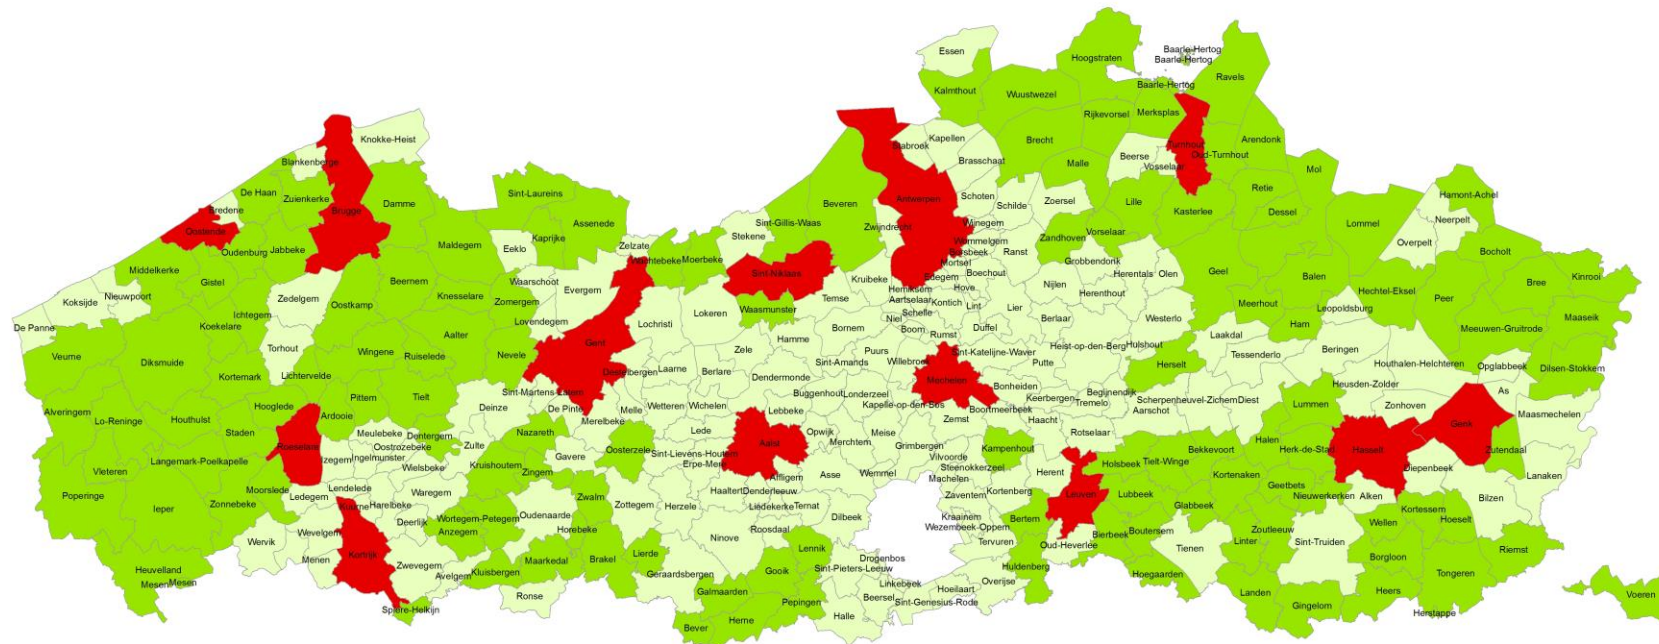 Essen
Baarle-Hertog
Baarle-Hertog
Hoogstraten
Ravels
Kalmthout
Wuustwezel
Baarle-Hertog
Merksplas
Rijkevorsel
Knokke-Heist
Kapellen
Stabroek
Brecht
Turnhout
Arendonk
Oud-Turnhout
Beerse
Vosselaar
Brasschaat
Malle
Mol
Blankenberge
De Haan
Zuienkerke
Damme
Sint-Laureins
Retie
Hamont-Achel
Bredene
Brugge
Beveren
Antwerpen
Schoten
Schilde
Zoersel
Lille
Kasterlee
Dessel
Lommel
Neerpelt
Oostende
Assenede
Kaprijke
Sint-Gillis-Waas
Zwijndrecht
Wijnegem
Wommelgem
Vorselaar
Zandhoven
Overpelt
Oudenburg
Jabbeke
Maldegem
Eeklo
Zelzate
Stekene
Borsbeek
Mortsel
Ranst
Grobbendonk
Bocholt
Middelkerke
Gistel
Beernem
Wachtebeke
Moerbeke
Sint-Niklaas
Edegem
Boechout
Herentals
Olen
Geel
Balen
Hechtel-Eksel
Kinrooi
Koksijde
Nieuwpoort
Zedelgem
Oostkamp
Knesselare
Waarschoot
Evergem
Zomergem
Kruibeke
Hemiksem
Hove
Nijlen
Herenthout
Bree
Peer
De Panne
Ichtegem
Koekelare
Lovendegem
Lochristi
Lokeren
Waasmunster
Temse
Aartselaar
Kontich
Lint
Lier
Meerhout
Leopoldsburg
Maaseik
Schelle
Niel
Boom
Rumst
Duffel
Berlaar
Westerlo
Ham
Meeuwen-Gruitrode
Veurne
Diksmuide
Torhout
Wingene
Aalter
Ruiselede
Nevele
Gent
Hamme
Bornem
Laakdal
Zele
Puurs
Willebroek
Sint-Katelijne-Waver
Heist-op-den-Berg
Hulshout
Tessenderlo
Beringen
Kortemark
Lichtervelde
Destelbergen
Laarne
Berlare
Sint-Amands
Putte
Herselt
Houthalen-Helchteren
Opglabbeek
Dilsen-Stokkem
Dendermonde
Mechelen
Bonheiden
Pittem
Tielt
Sint-Martens-Latem
Buggenhout
Londerzeel
Keerbergen
Begijnendijk
Heusden-Zolder
As
Alveringem
Lo-Reninge
Houthulst
Hooglede
Ardooie
Deinze
De Pinte
Melle
Wetteren
Wichelen
Lebbeke
Kapelle-op-den-Bos
Boortmeerbeek
Tremelo
Scherpenheuvel-Zichem
Diest
Lummen
Zonhoven
Maasmechelen
Aarschot
Merelbeke
Staden
Roeselare
Meulebeke
Dentergem
Nazareth
Lede
Aalst
Opwijk
Meise
Zemst
Haacht
Rotselaar
Genk
Zulte
Oostrozebeke
Merchtem
Grimbergen
Halen
Herk-de-Stad
Hasselt
Zutendaal
Izegem
Ingelmunster
Oosterzele
Sint-Lievens-Houtem
Erpe-Mere
Kampenhout
Bekkevoort
Vleteren
Langemark-Poelkapelle
Wielsbeke
Kruishoutem
Gavere
Vilvoorde
Steenokkerzeel
Machelen
Herent
Holsbeek
Tielt-Winge
Kortenaken
Diepenbeek
Lanaken
Zingem
Affligem
Asse
Wemmel
Poperinge
Moorslede
Ledegem
Lendelede
Waregem
Zwalm
Haaltert
Denderleeuw
Geetbets
Nieuwerkerken
Alken
Bilzen
Ieper
Zonnebeke
Kuurne
Harelbeke
Zottegem
Herzele
Liedekerke
Ternat
Zaventem
Kortenberg
Leuven
Lubbeek
Glabbeek
Kortessem
Wevelgem
Deerlijk
Wortegem-Petegem
Oudenaarde
Horebeke
Dilbeek
Kraainem
Wezembeek-Oppem
Bertem
Wellen
Hoeselt
Wervik
Anzegem
Roosdaal
Bierbeek
Boutersem
Zoutleeuw
Linter
Ninove
Tervuren
Oud-Heverlee
Tienen
Sint-Truiden
Riemst
Menen
Kortrijk
Zwevegem
Maarkedal
Brakel
Lierde
Lennik
Drogenbos
Borgloon
Heuvelland
Mesen
Mesen
Avelgem
Kluisbergen
Geraardsbergen
Gooik
Sint-Pieters-Leeuw
Huldenberg
Hoegaarden
Tongeren
Linkebeek
Overijse
Ronse
Galmaarden
Beersel
Hoeilaart
Landen
Heers
Voeren
Spiere-Helkijn
Pepingen
Sint-Genesius-Rode
Gingelom
Herstappe
Bever
Herne
Halle